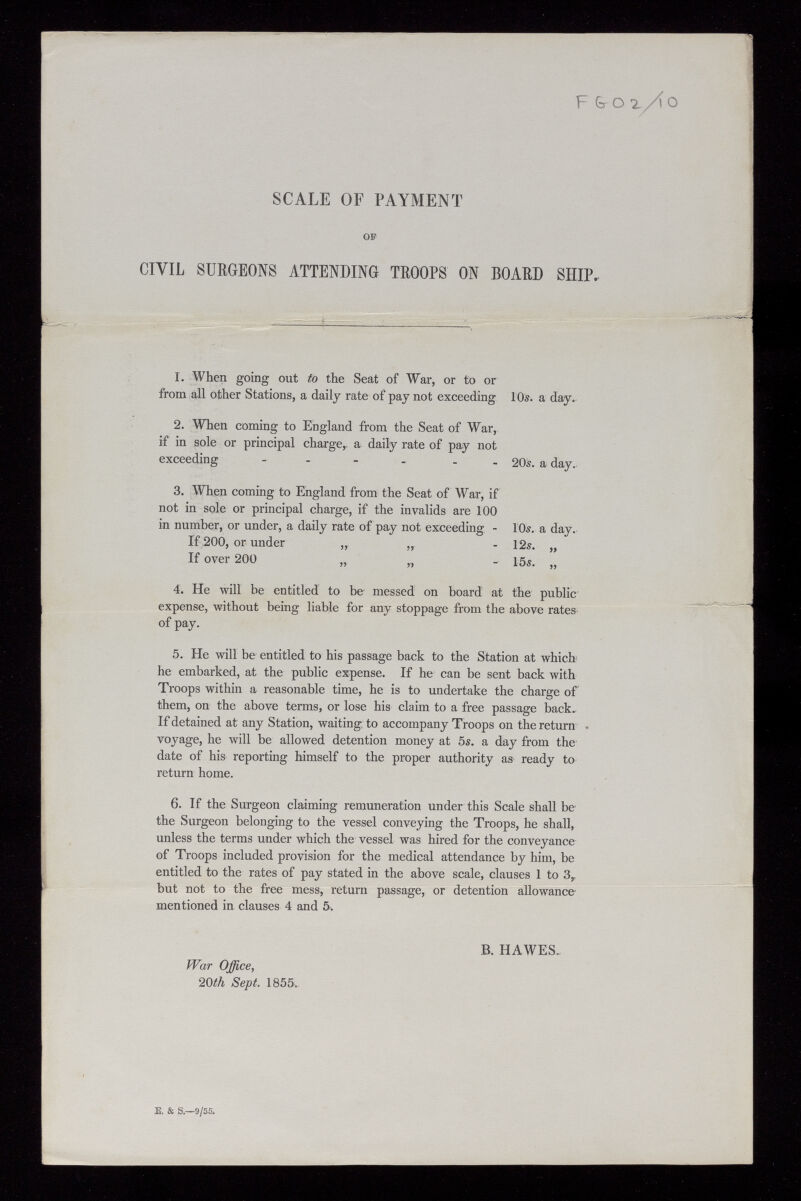 FG02/10
SCALE OF PAYMENT
OF
CIVIL SURGEONS ATTENDING TROOPS ON BOARD SHIP.
1. When going out to the Seat of War, or to or
from all other Stations, a daily rate of pay not exceeding 10s. a day.
2. When coming to England from the Seat of War,
if in sole or principal charge, a daily rate of pay not
exceeding - - - - - - 20s. a day.
3. When coming to England from the Seat of War, if
not in sole or principal charge, if the invalids are 100
in number, or under, a daily rate of pay not exceeding - 10s. a day.
If 200, or under „ „ - 12s. „
If over 200 „ „ - 15s. „
4. He will be entitled to be messed on board at the public
expense, without being liable for any stoppage from the above rates
of pay.
5. He will be entitled to his passage back to the Station at which
he embarked, at the public expense. If he can be sent back with
Troops within a reasonable time, he is to undertake the charge of
them, on the above terms, or lose his claim to a free passage back.
If detained at any Station, waiting to accompany Troops on the return
voyage, he will be allowed detention money at 5s. a day from the
date of his reporting himself to the proper authority as ready to
return home.
6. If the Surgeon claiming remuneration under this Scale shall be
the Surgeon belonging to the vessel conveying the Troops, he shall,
unless the terms under which the vessel was hired for the conveyance
of Troops included provision for the medical attendance by him, be
entitled to the rates of pay stated in the above scale, clauses 1 to 3,
but not to the free mess, return passage, or detention allowance
mentioned in clauses 4 and 5.
B. HAWES.
War Office,
20th Sept. 1855.
E. & S.—9/55.